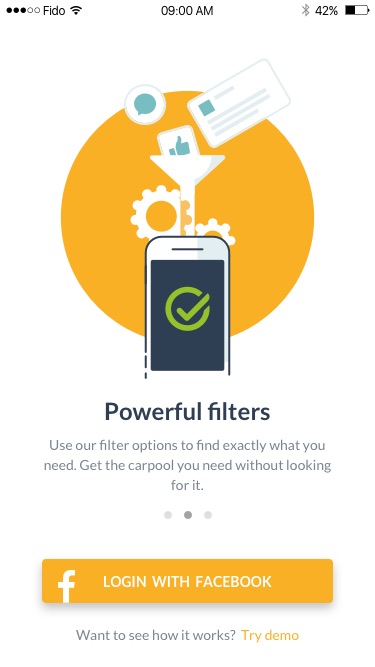 Fido 09:00 AM 42%
Powerful filters
Use our filter options to find exactly what you
need. Get the carpool you need without looking
for it.
LOGIN WITH FACEBOOK
Want to see how it works? Try demo